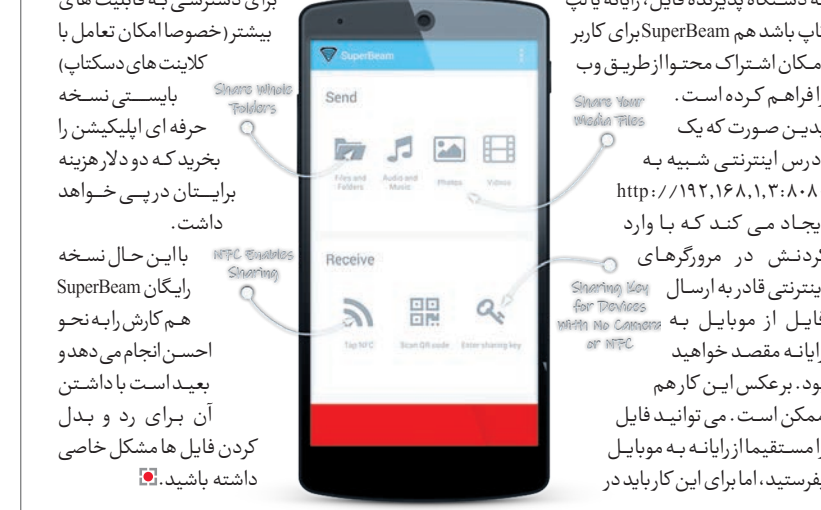 که دستگاه پذیرنده فایل، رایانه یا لپ
تاپ باشد هم SuperBeam برای کاربر
امکان اشتراک محتوا از طریق وب
را فراهم کرده است.
بدین صورت که یک
آدرس اینترنتی شبیه به
http://۱۹۲,۱۶۸,۱,۳:۸۰۸
ایجاد می کند که با وارد
کردنش در مرورگرهای
اینترنتی قادر به ارسال
فایل از موبایل به
رایانه مقصد خواهید
بود. برعکس این کار هم
ممکن است. می توانید فایل
را مستقیما از رایانه به موبایل
بفرستید، اما برای این کار باید در
برای دسترسی به قابلیت های
بیشتر (خصوصا امکان تعامل با
کلاینت های دسکتاپ)
بایستی نسخه
حرفه ای اپلیکیشن را
بخرید که دو دلار هزینه
برایتان در پی خواهد
داشت.
با این حال نسخه
رایگان SuperBeam
هم کارش را به نحو
احسن انجام می دهد و
بعید است با داشتن
آن برای رد و بدل
کردن فایل ها مشکل خاصی
داشته باشید.
SuperBeam
Send
Files and
Folders
Audio and
Music
Photos
Videos
Receive
Tap NFC
Scan QR code
Enter sharing key
Share Whole
Folders
Share Your
Media Files
NFC Enables
Sharing
Sharing Key
for Devices
With No Camera
or NFC